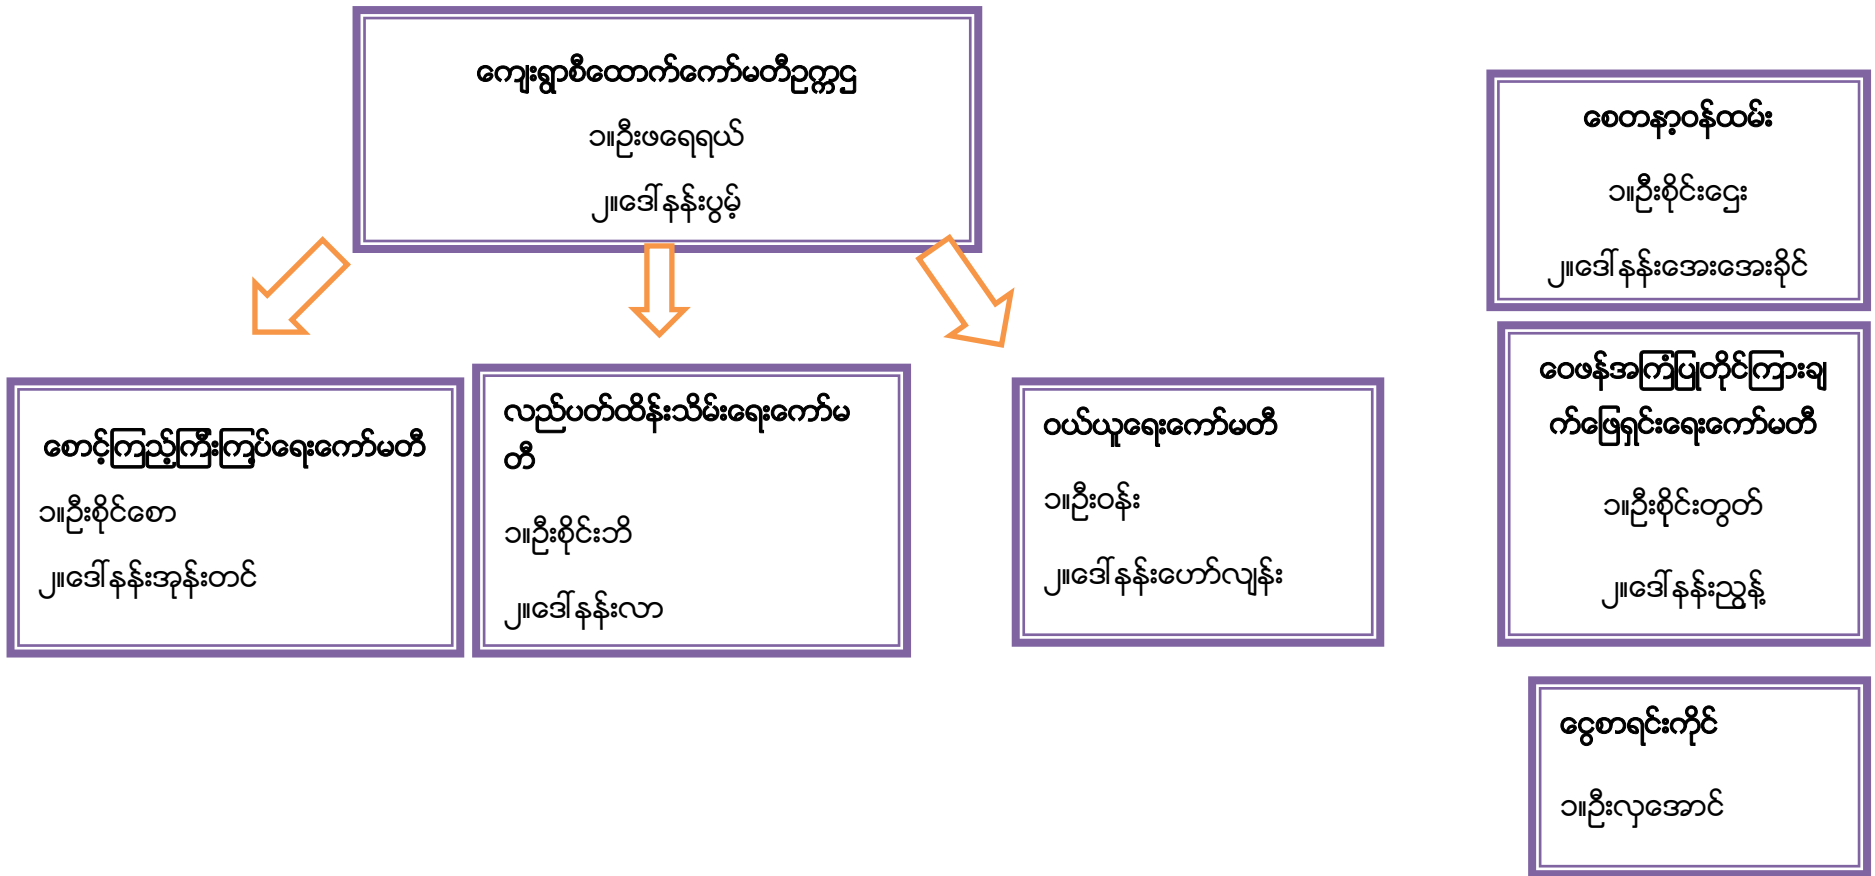 ကျေးရွာစီထောက်ကော်မတီဥက္ကဌ
၁။ဦးဖရေရယ်
၂။ဒေါ်နန်းပွမ့်
စေတနာ့ဝန်ထမ်း
၁။ဦးစိုင်းဌေး
၂။ဒေါ်နန်းအေးအေးခိုင်
စောင့်ကြည့်ကြီးကြပ်ရေးကော်မတီ
၁။ဦးစိုင်စော
၂။ဒေါ်နန်းအုန်းတင်
လည်ပတ်ထိန်းသိမ်းရေးကော်မ
တီ
၁။ဦးစိုင်းဘိ
၂။ဒေါ်နန်းလာ
ဝယ်ယူရေးကော်မတီ
၁။ဦးဝန်း
၂။ဒေါ်နန်းဟော်လျန်း
ဝေဖန်အကြံပြုတိုင်ကြားချ
က်ဖြေရှင်းရေးကော်မတီ
၁။ဦးစိုင်းတွတ်
၂။ဒေါ်နန်းညွန့်
ငွေစာရင်းကိုင်
၁။ဦးလှအောင်